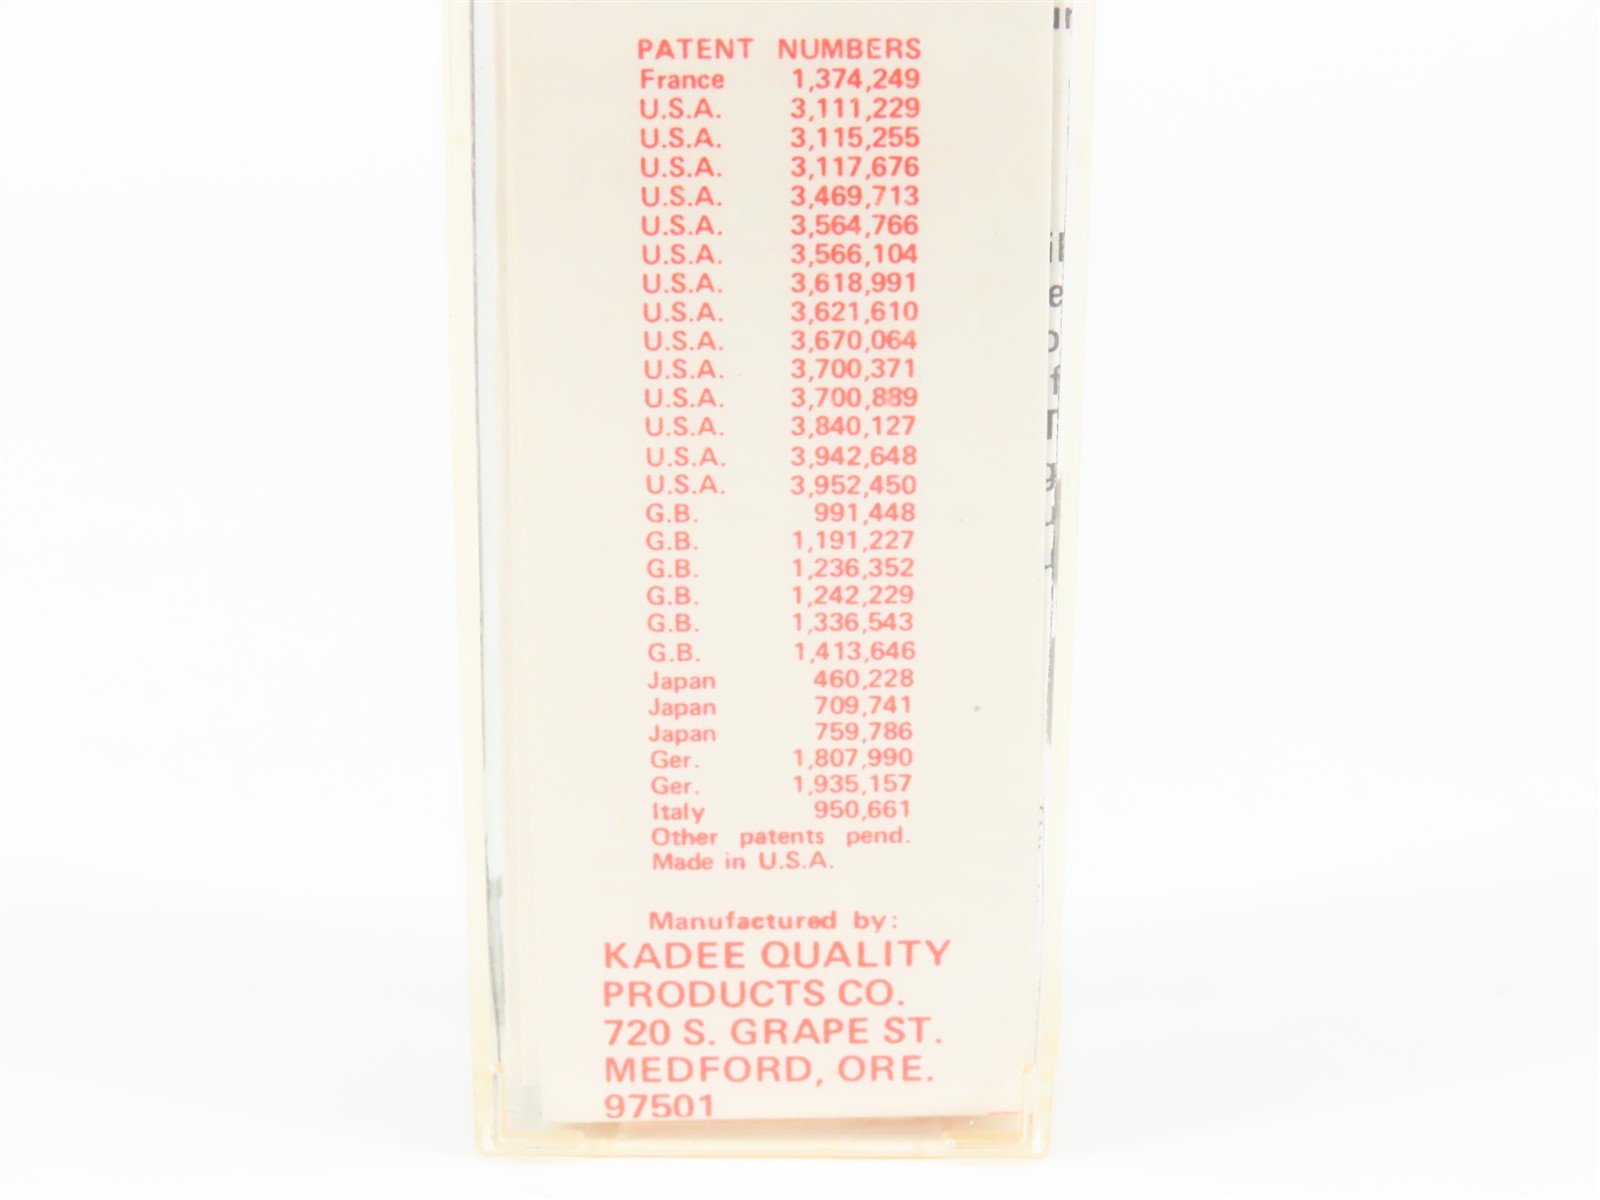 PATENT NUMBERS
France 1,374,249
U.S.A. 3,111,229
U.S.A. 3,115,255
U.S.A. 3,117,676
U.S.A. 3,469,713
U.S.A. 3,564,766
U.S.A. 3,566,104
U.S.A. 3,618,991
U.S.A. 3,621,610
U.S.A. 3,670,064
U.S.A. 3,700,371
U.S.A. 3,700,889
U.S.A. 3,840,127
U.S.A. 3,942,648
U.S.A. 3,952,450
G.B. 991,448
G.B. 1,191,227
G.B. 1,236,352
G.B. 1,242,229
G.B. 1,336,543
G.B. 1,413,646
Japan 460,228
Japan 709,741
Japan 759,786
Ger. 1,807,990
Ger. 1,935,157
Italy 950,661
Other patents pend.
Made in U.S.A.
Manufactured by:
KADEE QUALITY
PRODUCTS CO.
720 S. GRAPE ST.
MEDFORD, ORE.
97501